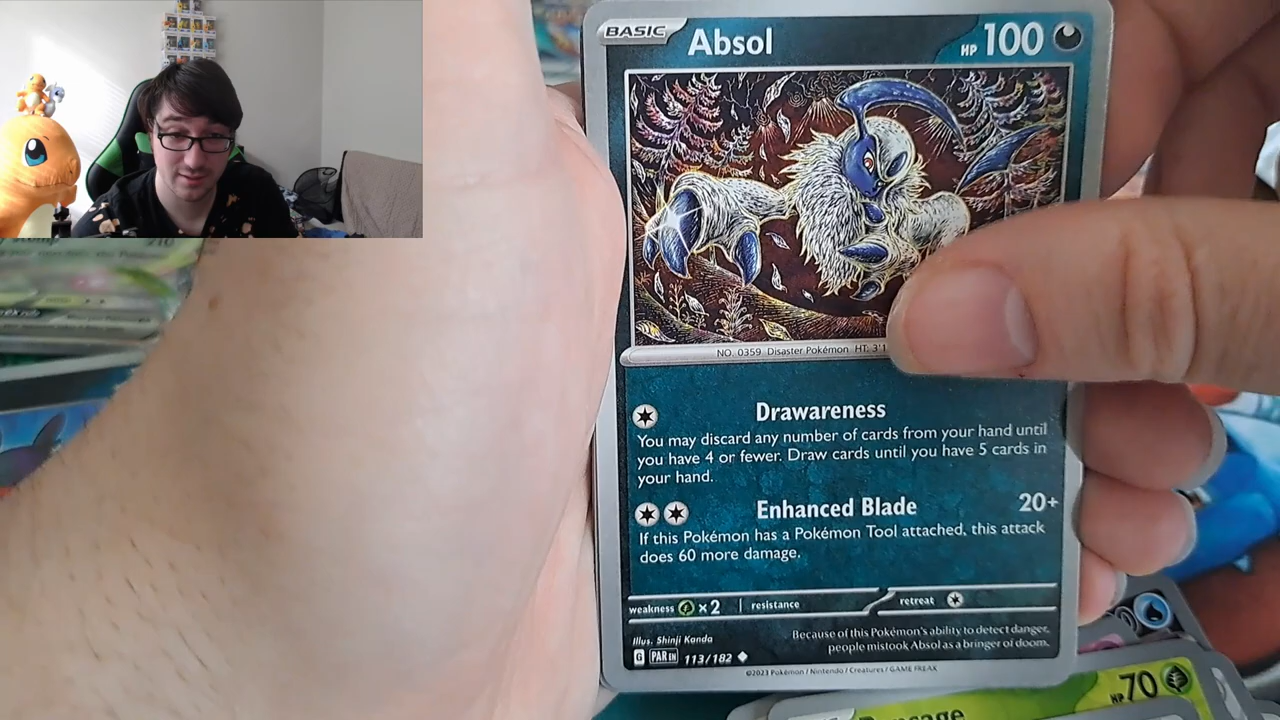 BASIC Absol HP 100
NO. 0359 Disaster Pokémon HT: 3'1
Drawareness
You may discard any number of cards from your hand until
you have 4 or fewer. Draw cards until you have 5 cards in
your hand.
Enhanced Blade 20+
If this Pokémon has a Pokémon Tool attached, this attack
does 60 more damage.
weakness ×2 resistance retreat
Illus. Shinji Kanda
Because of this Pokémon's ability to detect danger,
people mistook Absol as a bringer of doom.
G PAR EN 113/182
©2023 Pokémon / Nintendo / Creatures / GAME FREAK
HP 70